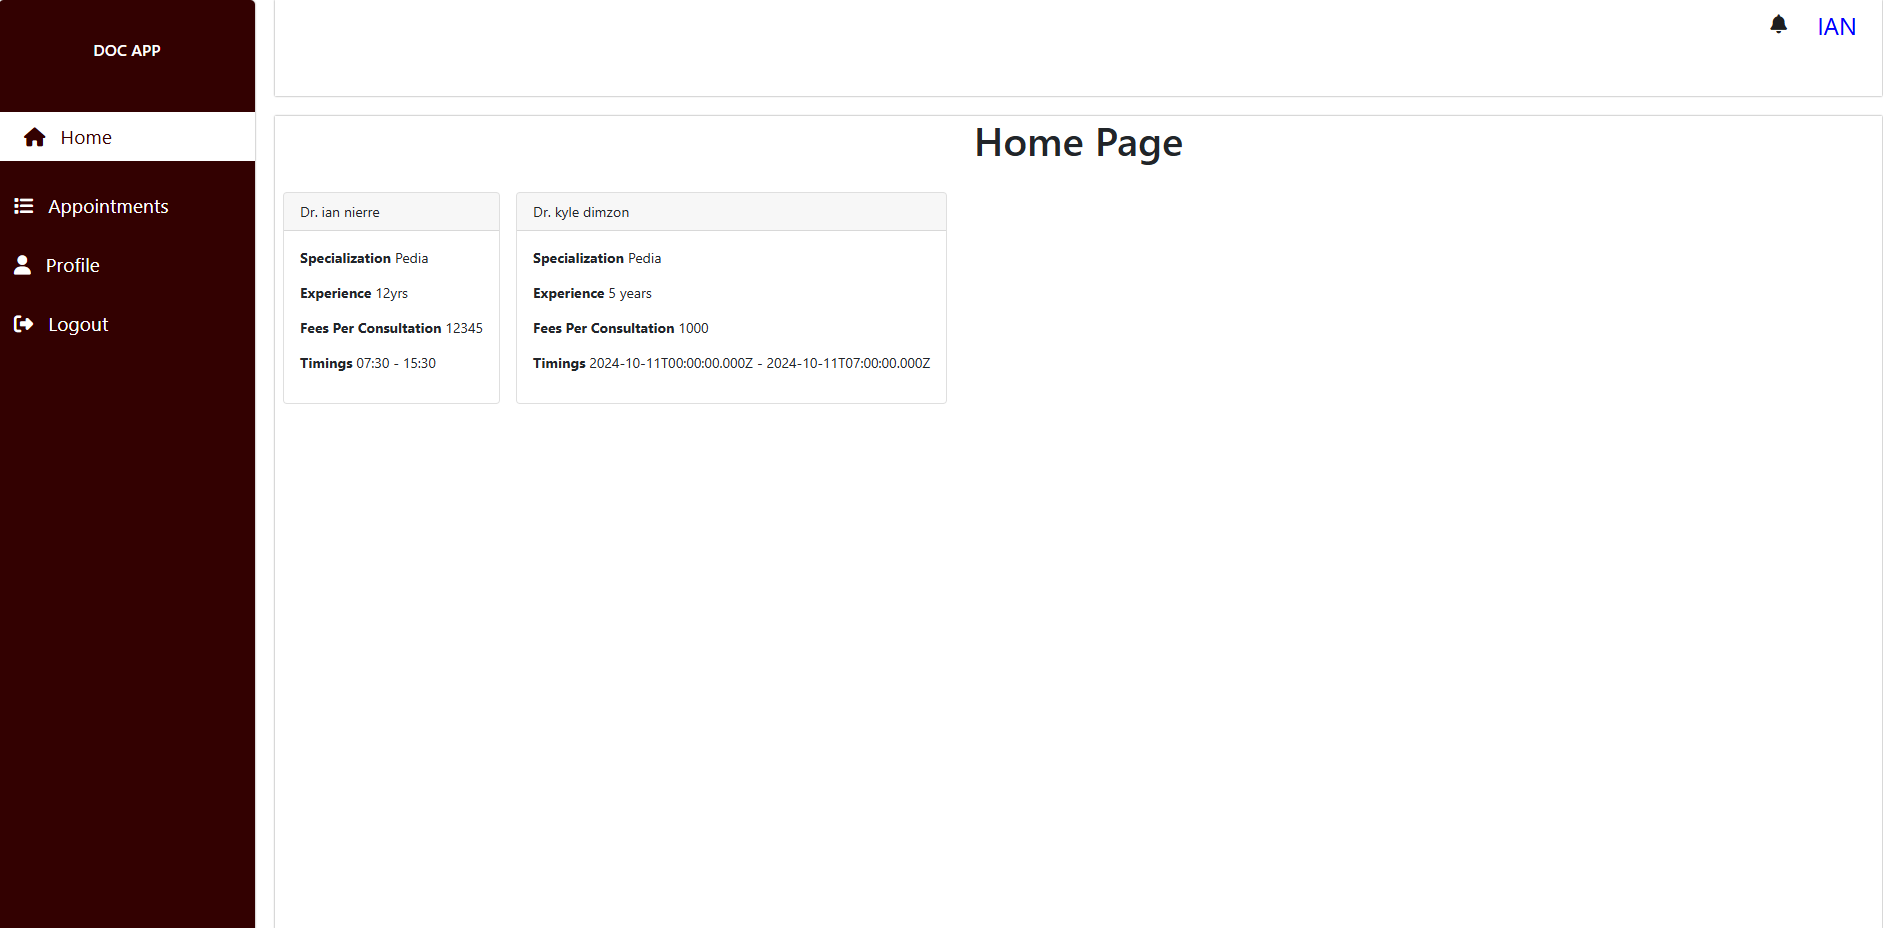 DOC APP
Home
Appointments
Profile
Logout
IAN
Home Page
Dr. ian nierre
Specialization Pedia
Experience 12yrs
Fees Per Consultation 12345
Timings 07:30 - 15:30
Dr. kyle dimzon
Specialization Pedia
Experience 5 years
Fees Per Consultation 1000
Timings 2024-10-11T00:00:00.000Z - 2024-10-11T07:00:00.000Z